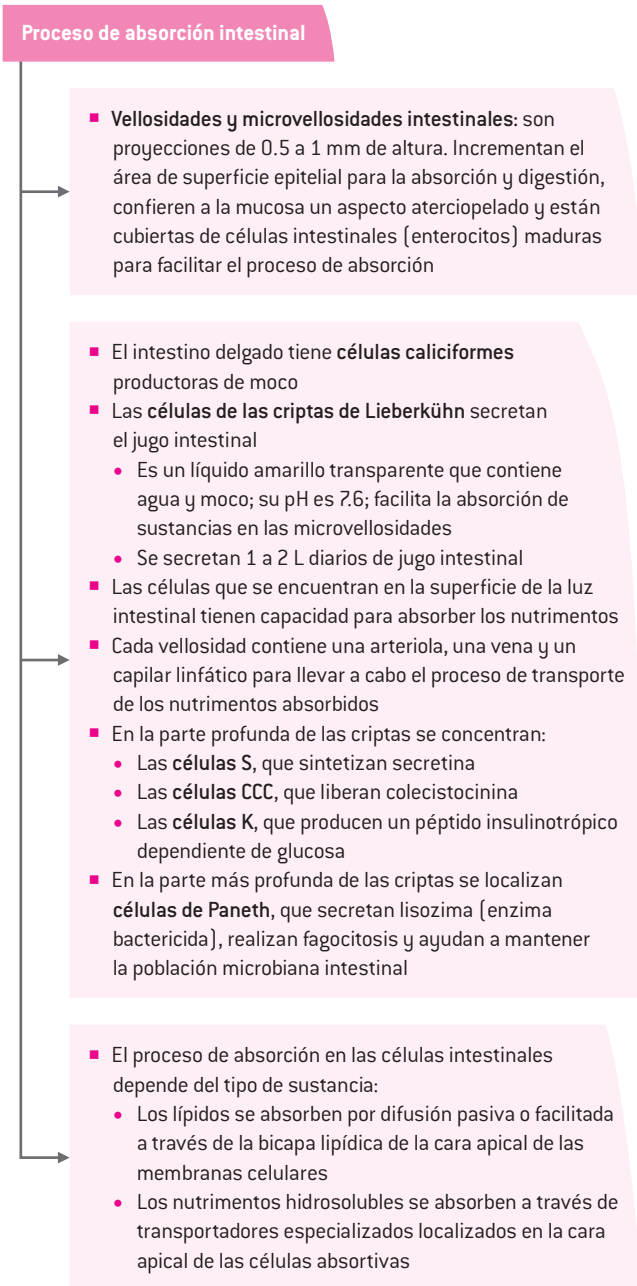 Proceso de absorción intestinal
▪ Vellosidades y microvellosidades intestinales: son
proyecciones de 0.5 a 1 mm de altura. Incrementan el
área de superficie epitelial para la absorción y digestión,
confieren a la mucosa un aspecto aterciopelado y están
cubiertas de células intestinales (enterocitos) maduras
para facilitar el proceso de absorción
▪ El intestino delgado tiene células caliciformes
productoras de moco
▪ Las células de las criptas de Lieberkühn secretan
el jugo intestinal
• Es un líquido amarillo transparente que contiene
agua y moco; su pH es 7.6; facilita la absorción de
sustancias en las microvellosidades
• Se secretan 1 a 2 L diarios de jugo intestinal
▪ Las células que se encuentran en la superficie de la luz
intestinal tienen capacidad para absorber los nutrimentos
▪ Cada vellosidad contiene una arteriola, una vena y un
capilar linfático para llevar a cabo el proceso de transporte
de los nutrimentos absorbidos
▪ En la parte profunda de las criptas se concentran:
• Las células S, que sintetizan secretina
• Las células CCC, que liberan colecistocinina
• Las células K, que producen un péptido insulinotrópico
dependiente de glucosa
▪ En la parte más profunda de las criptas se localizan
células de Paneth, que secretan lisozima (enzima
bactericida), realizan fagocitosis y ayudan a mantener
la población microbiana intestinal
▪ El proceso de absorción en las células intestinales
depende del tipo de sustancia:
• Los lípidos se absorben por difusión pasiva o facilitada
a través de la bicapa lipídica de la cara apical de las
membranas celulares
• Los nutrimentos hidrosolubles se absorben a través de
transportadores especializados localizados en la cara
apical de las células absortivas